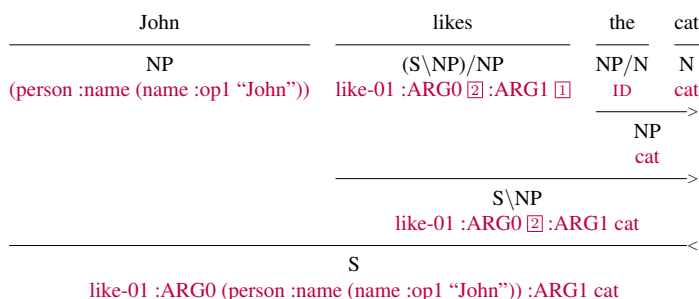 John likes the cat
NP (S\NP)/NP NP/N N
(person :name (name :op1 “John”)) like-01 :ARG0 2 :ARG1 1 ID cat
>
NP
cat
>
S\NP
like-01 :ARG0 2 :ARG1 cat
<
S
like-01 :ARG0 (person :name (name :op1 “John”)) :ARG1 cat